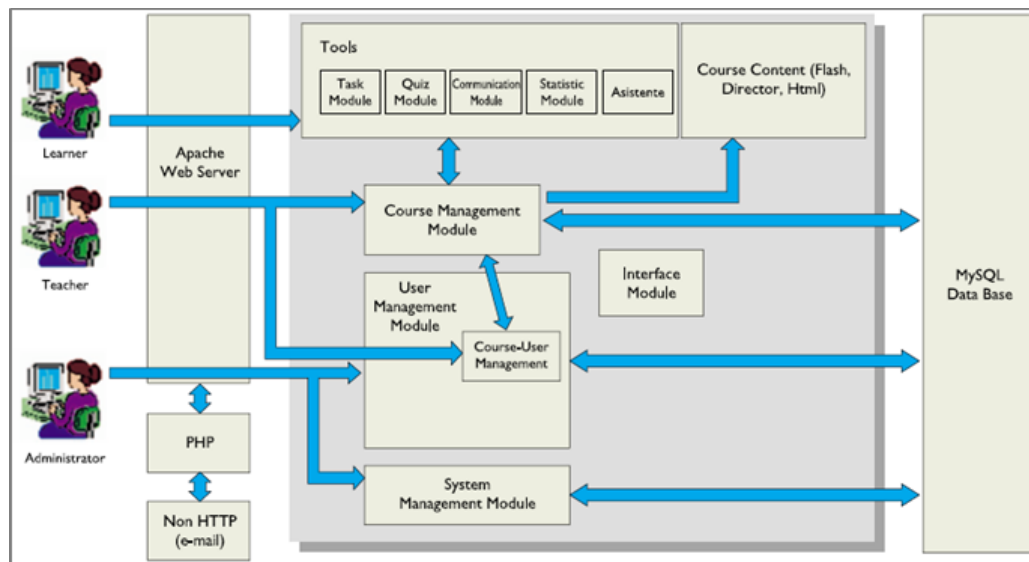 Tools
Task
Module
Quiz
Module
Communication
Module
Statistic
Module
Asistente
Course Content (Flash,
Director, Html)
Learner
Apache
Web Server
Teacher
Course Management
Module
Interface
Module
MySQL
Data Base
User
Management
Module
Course-User
Management
Administrator
PHP
System
Management Module
Non HTTP
(e-mail)